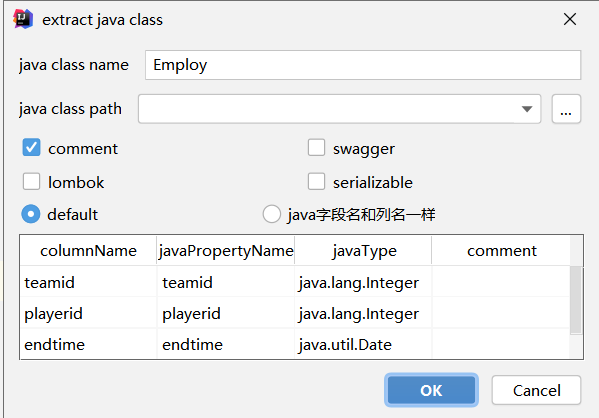 extract java class
java class name Employ
java class path ...
comment swagger
lombok serializable
default java字段名和列名一样
columnName javaPropertyName javaType comment
teamid teamid java.lang.Integer
playerid playerid java.lang.Integer
endtime endtime java.util.Date
OK Cancel